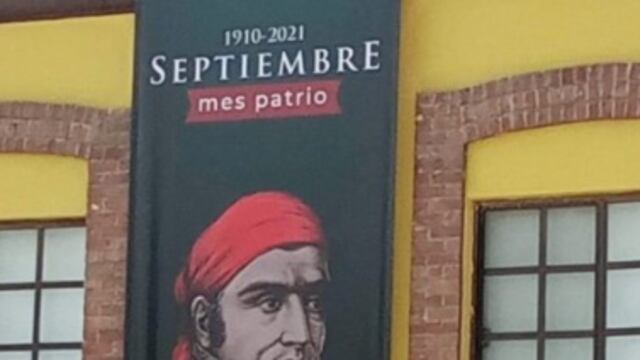 1910-2021
SEPTIEMBRE
mes patrio